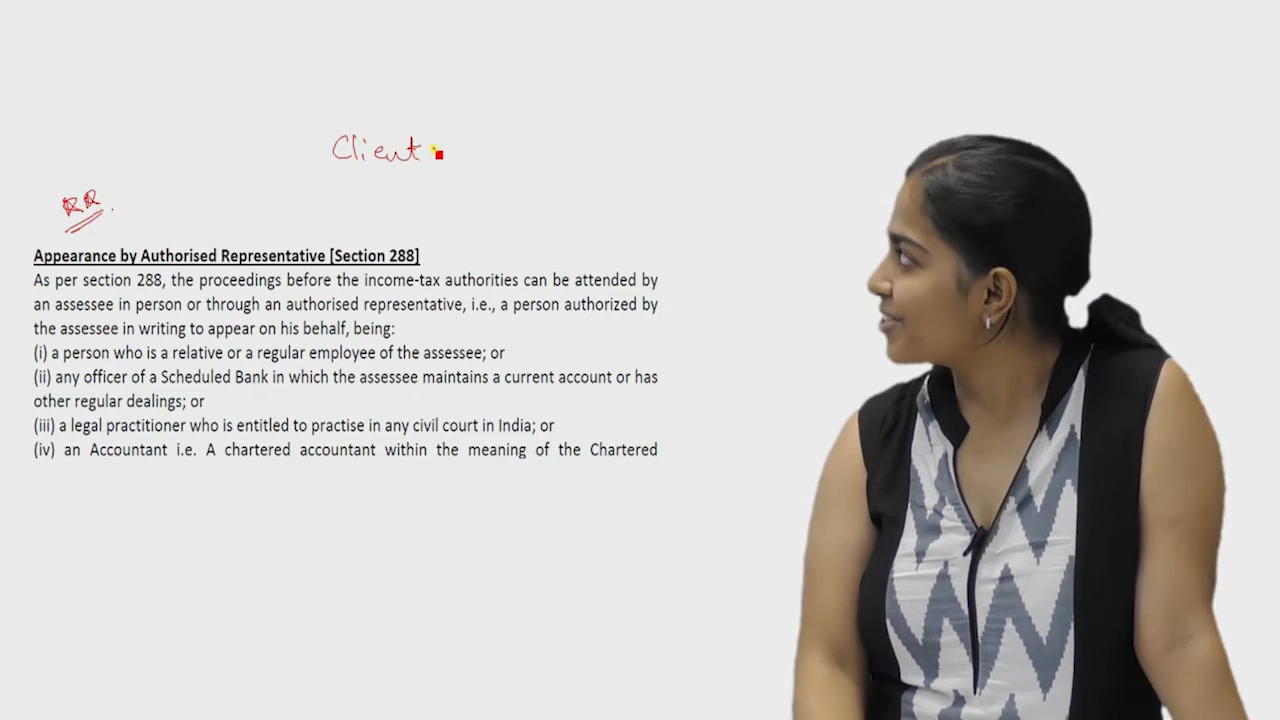 Client
Appearance by Authorised Representative [Section 288]
As per section 288, the proceedings before the income-tax authorities can be attended by
an assessee in person or through an authorised representative, i.e., a person authorized by
the assessee in writing to appear on his behalf, being:
(i) a person who is a relative or a regular employee of the assessee; or
(ii) any officer of a Scheduled Bank in which the assessee maintains a current account or has
other regular dealings; or
(iii) a legal practitioner who is entitled to practise in any civil court in India; or
(iv) an Accountant i.e. A chartered accountant within the meaning of the Chartered